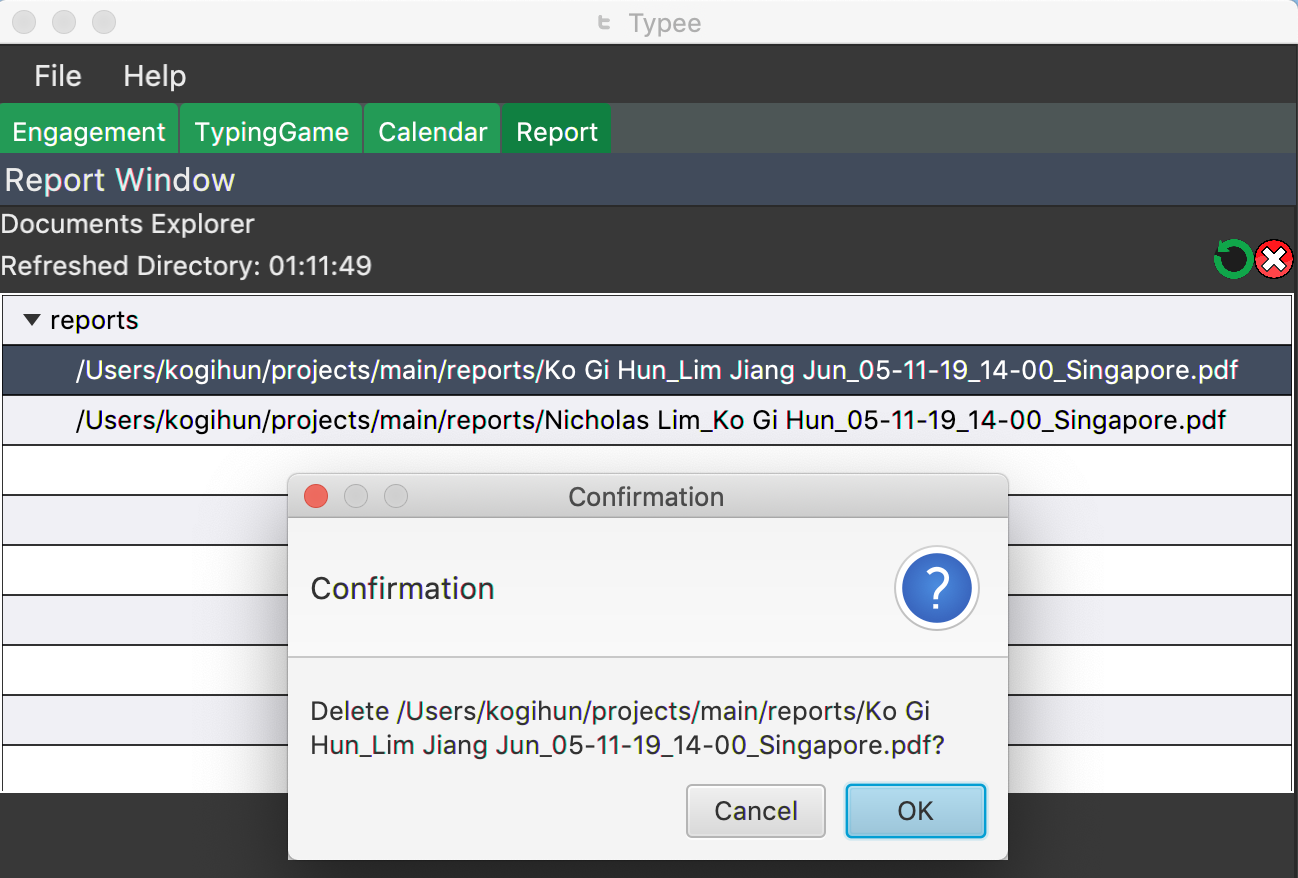 Typee
File Help
Engagement TypingGame Calendar Report
Report Window
Documents Explorer
Refreshed Directory: 01:11:49
reports
/Users/kogihun/projects/main/reports/Ko Gi Hun_Lim Jiang Jun_05-11-19_14-00_Singapore.pdf
/Users/kogihun/projects/main/reports/Nicholas Lim_Ko Gi Hun_05-11-19_14-00_Singapore.pdf
Confirmation
Confirmation
?
Delete /Users/kogihun/projects/main/reports/Ko Gi
Hun_Lim Jiang Jun_05-11-19_14-00_Singapore.pdf?
Cancel OK